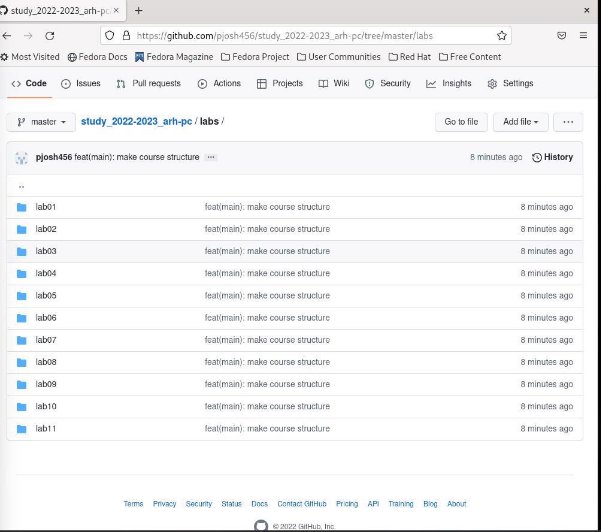 study_2022-2023_arh-pc
https://github.com/pjosh456/study_2022-2023_arh-pc/tree/master/labs
Most Visited Fedora Docs Fedora Magazine Fedora Project User Communities Red Hat Free Content
Code Issues Pull requests Actions Projects Wiki Security Insights Settings
master study_2022-2023_arh-pc / labs / Go to file Add file ...
pjosh456 feat(main): make course structure ... 8 minutes ago History
..
lab01 feat(main): make course structure 8 minutes ago
lab02 feat(main): make course structure 8 minutes ago
lab03 feat(main): make course structure 8 minutes ago
lab04 feat(main): make course structure 8 minutes ago
lab05 feat(main): make course structure 8 minutes ago
lab06 feat(main): make course structure 8 minutes ago
lab07 feat(main): make course structure 8 minutes ago
lab08 feat(main): make course structure 8 minutes ago
lab09 feat(main): make course structure 8 minutes ago
lab10 feat(main): make course structure 8 minutes ago
lab11 feat(main): make course structure 8 minutes ago
Terms Privacy Security Status Docs Contact GitHub Pricing API Training Blog About
© 2022 GitHub, Inc.